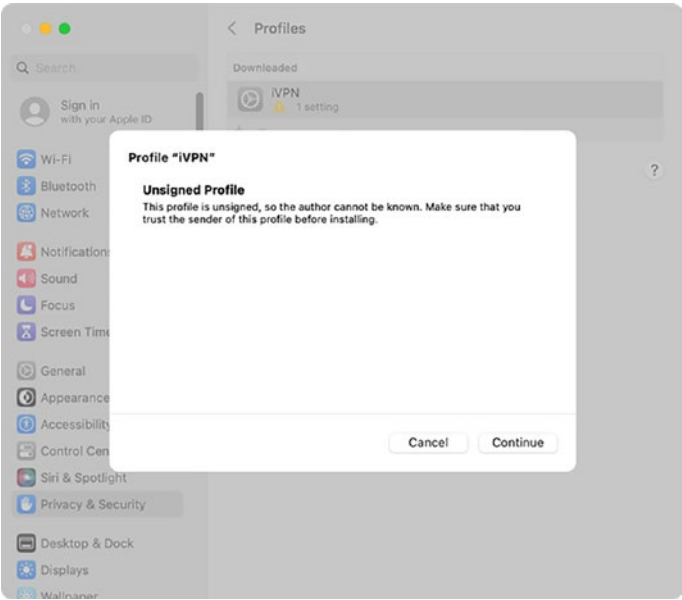 Profiles
Search
Downloaded
iVPN
1 setting
Sign in
with your Apple ID
Profile "iVPN"
Unsigned Profile
This profile is unsigned, so the author cannot be known. Make sure that you
trust the sender of this profile before installing.
Cancel
Continue
?
Wi-Fi
Bluetooth
Network
Notification
Sound
Focus
Screen Time
General
Appearance
Accessibility
Control Cen
Siri & Spotlight
Privacy & Security
Desktop & Dock
Displays
Wallpaper